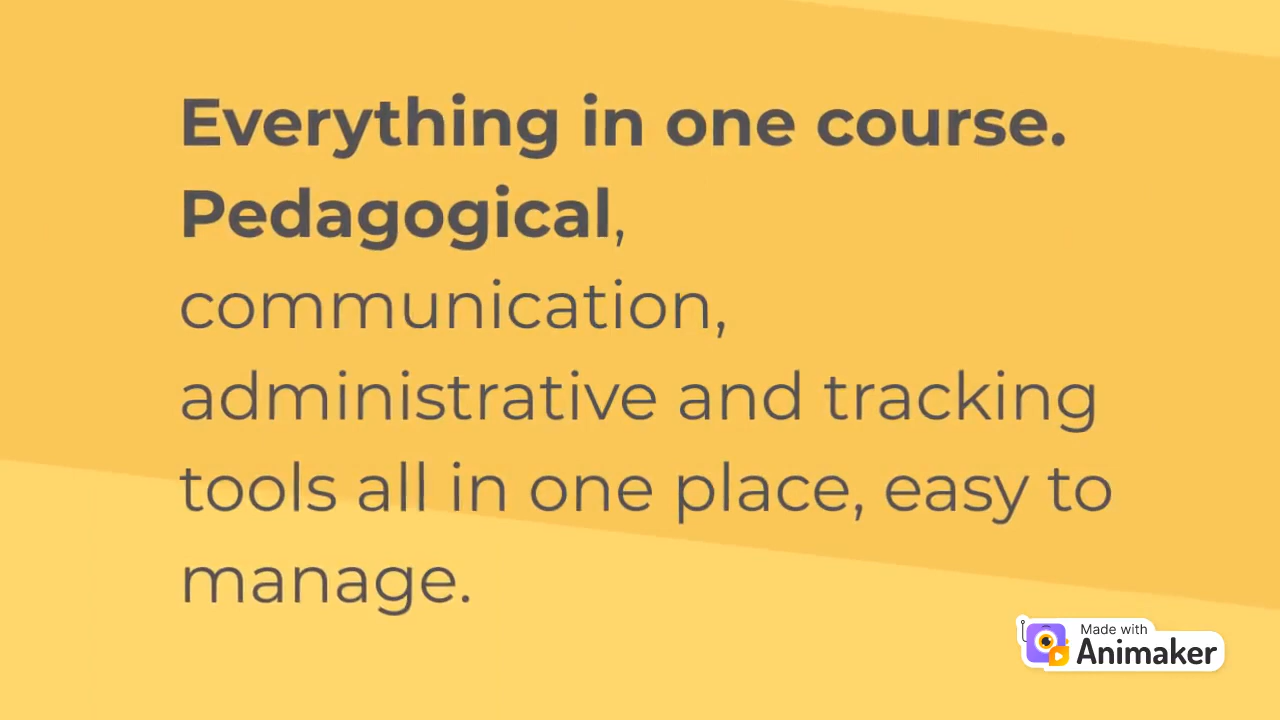 Everything in one course.
Pedagogical,
communication,
administrative and tracking
tools all in one place, easy to
manage.
Made with
Animaker